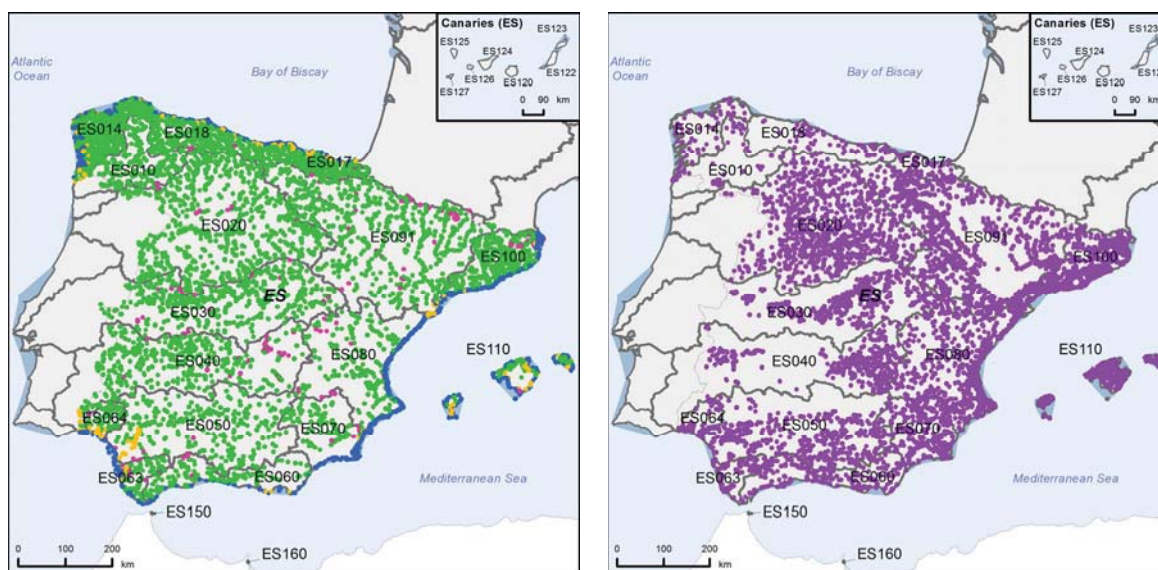 Canaries (ES)
ES123
ES125
ES124
ES126
ES120
ES122
ES127
0 90
km
Atlantic
Ocean
Bay of Biscay
ES014
ES018
ES017
ES010
ES020
ES091
ES100
ES
ES030
ES110
ES040
ES080
ES064
ES050
ES070
ES063
ES060
Mediterranean Sea
ES150
ES160
0 100 200
km
Canaries (ES)
ES123
ES125
ES124
ES126
ES120
ES127
0 90
km
Atlantic
Ocean
Bay of Biscay
ES014
ES018
ES017
ES010
ES020
ES091
ES100
ES
ES030
ES110
ES040
ES080
ES064
ES050
ES070
ES063
ES060
Mediterranean Sea
ES150
ES160
0 100 200
km